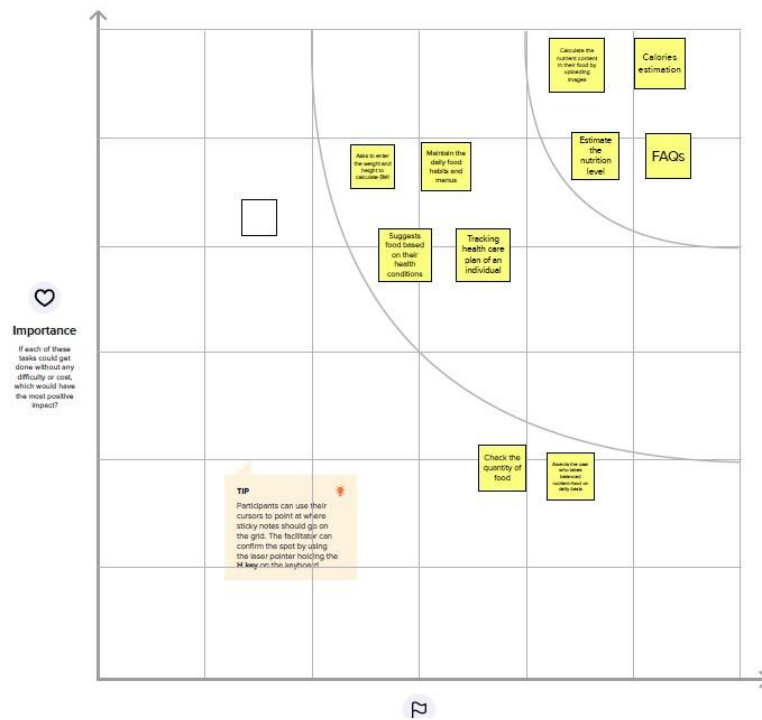 Calculate the
nutrient content
in their food by
uploading
images
Calories
estimation
Estimate
the
nutrition
level
FAQs
Asks to enter
the weight and
height to
calculate BMI
Maintain the
daily food
habits and
menus
Suggests
food based
on their
health
conditions
Tracking
health care
plan of an
individual
Importance
If each of these
tasks could get
done without any
difficulty or cost,
which would have
the most positive
impact?
Check the
quantity of
food
Awards the user
who takes
balanced
nutrient food on
daily basis
TIP
Participants can use their
cursors to point at where
sticky notes should go on
the grid. The facilitator can
confirm the spot by using
the laser pointer holding the
H key on the keyboard.